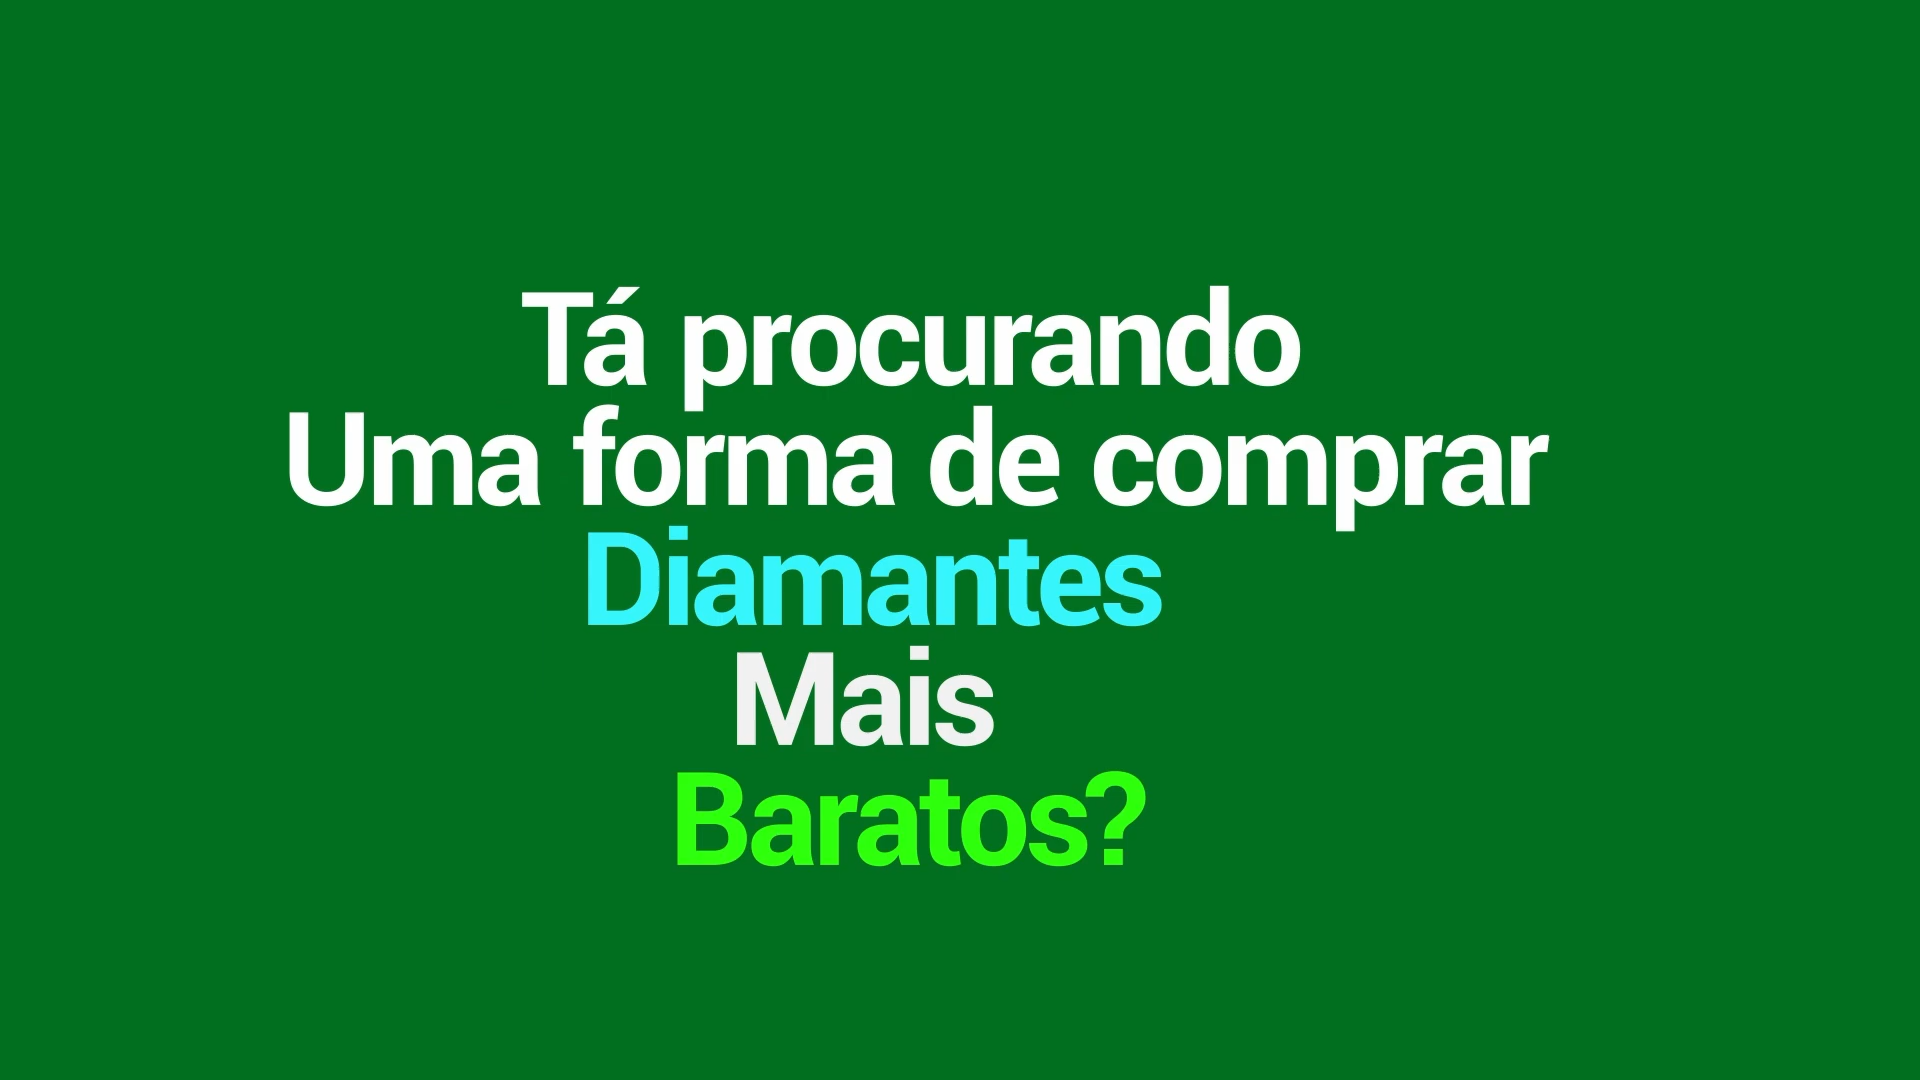 Tá procurando
Uma forma de comprar
Diamantes
Mais
Baratos?